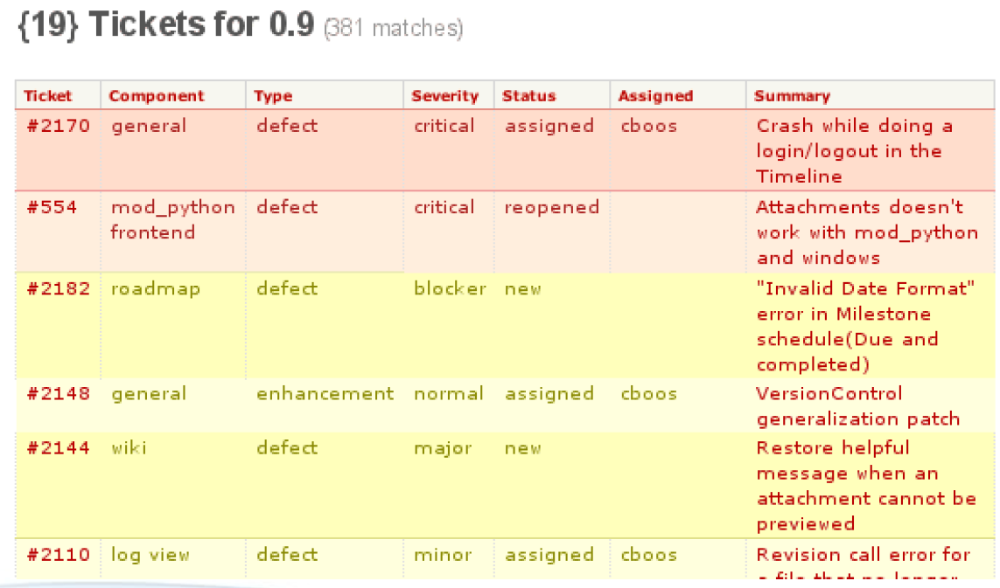 {19} Tickets for 0.9 (381 matches)
Ticket Component Type Severity Status Assigned Summary
#2170 general defect critical assigned cboos Crash while doing a
login/logout in the
Timeline
#554 mod_python defect critical reopened Attachments doesn't
frontend work with mod_python
and windows
#2182 roadmap defect blocker new "Invalid Date Format"
error in Milestone
schedule(Due and
completed)
#2148 general enhancement normal assigned cboos VersionControl
generalization patch
#2144 wiki defect major new Restore helpful
message when an
attachment cannot be
previewed
#2110 log view defect minor assigned cboos Revision call error for
a file that no longer